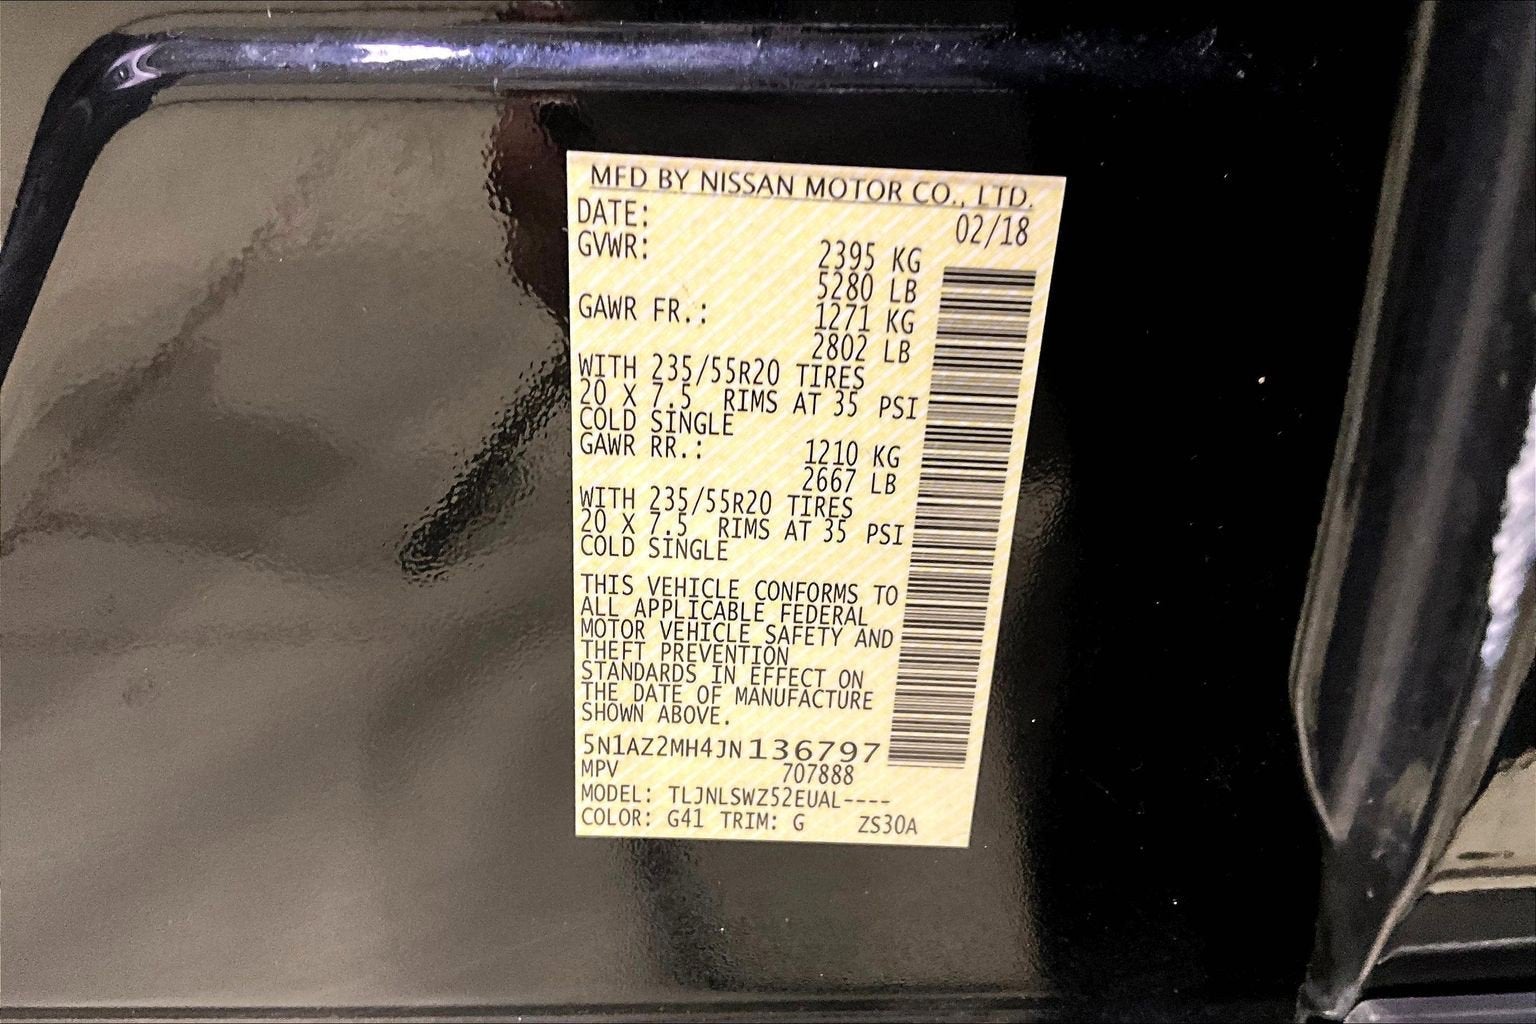 MFD BY NISSAN MOTOR CO., LTD.
DATE: 02/18
GVWR: 2395 KG
5280 LB
GAWR FR.: 1271 KG
2802 LB
WITH 235/55R20 TIRES
20 X 7.5 RIMS AT 35 PSI
COLD SINGLE
GAWR RR.: 1210 KG
2667 LB
WITH 235/55R20 TIRES
20 X 7.5 RIMS AT 35 PSI
COLD SINGLE
THIS VEHICLE CONFORMS TO
ALL APPLICABLE FEDERAL
MOTOR VEHICLE SAFETY AND
THEFT PREVENTION
STANDARDS IN EFFECT ON
THE DATE OF MANUFACTURE
SHOWN ABOVE.
5N1AZ2MH4JN136797
MPV 707888
MODEL: TLJNLSWZ52EUAL----
COLOR: G41 TRIM: G ZS30A